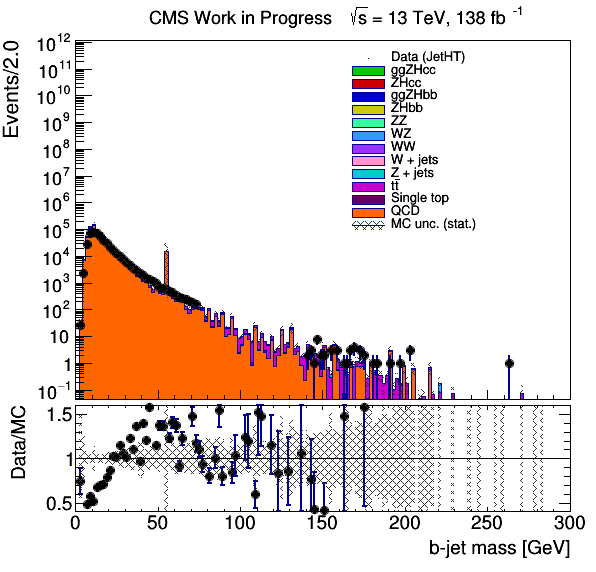 CMS Work in Progress √s = 13 TeV, 138 fb⁻¹
Events/2.0
10¹²
10¹¹
10¹⁰
10⁹
10⁸
10⁷
10⁶
10⁵
10⁴
10³
10²
10
1
10⁻¹
Data (JetHT)
ggZHcc
ZHcc
ggZHbb
ZHbb
ZZ
WZ
WW
W + jets
Z + jets
tt̄
Single top
QCD
MC unc. (stat.)
Data/MC
1.5
1
0.5
0 50 100 150 200 250 300
b-jet mass [GeV]